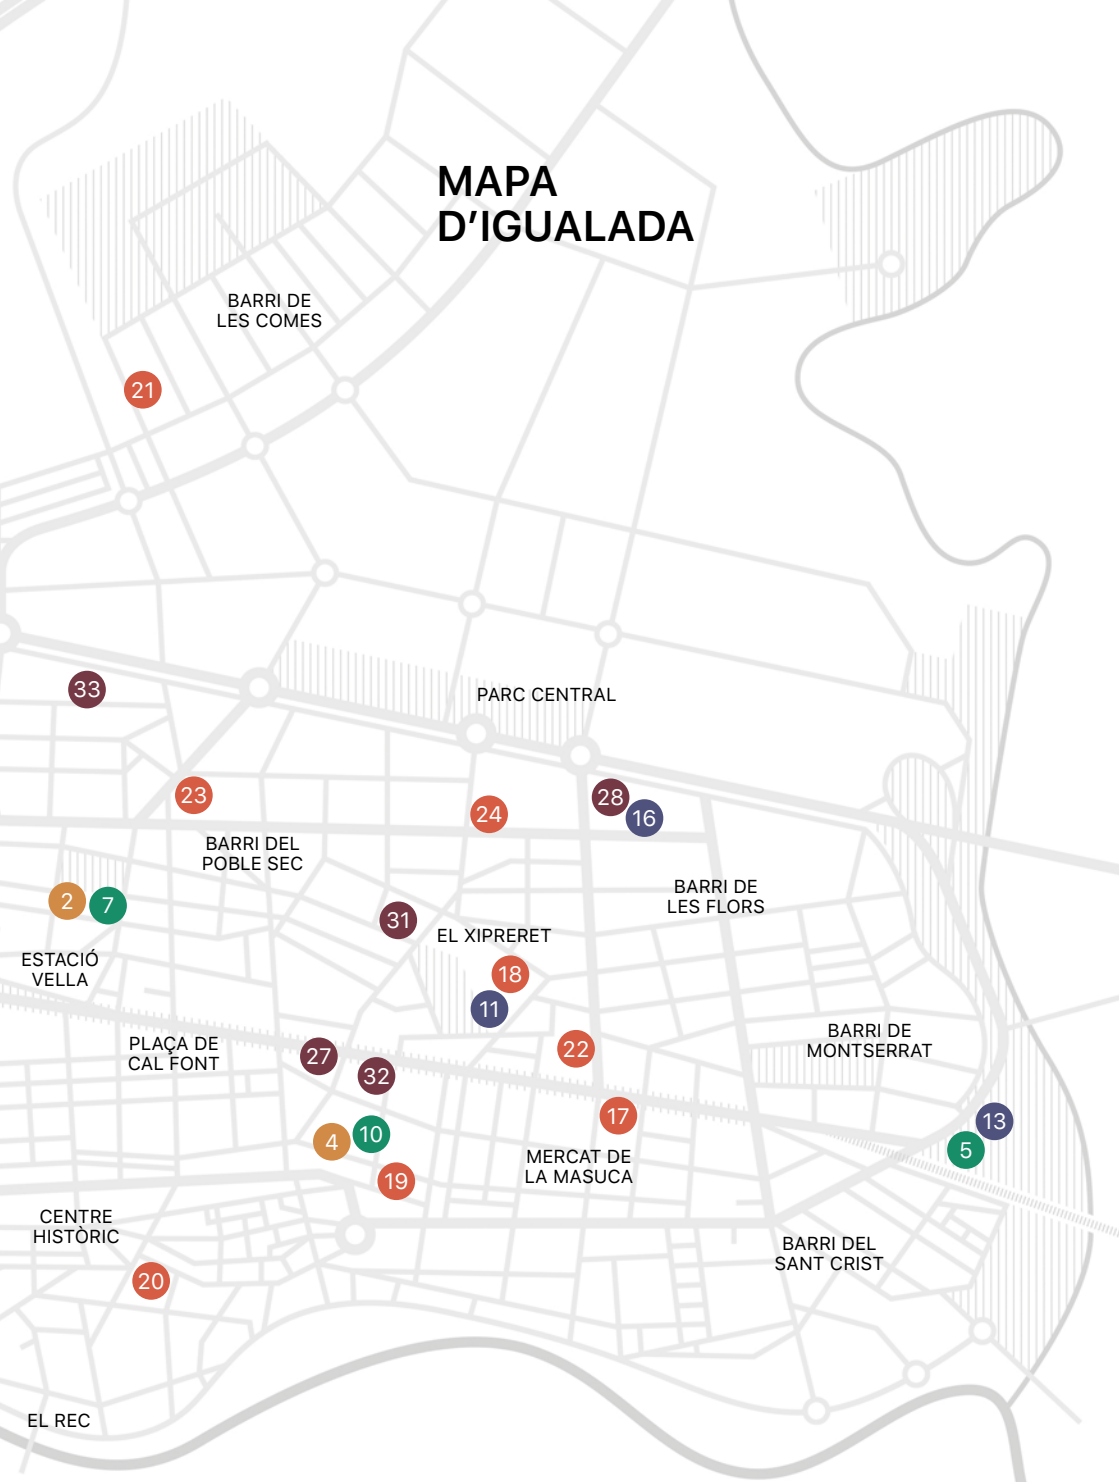 MAPA
D’IGUALADA
BARRI DE
LES COMES
21
PARC CENTRAL
33
23
24
28
16
BARRI DEL
POBLE SEC
2
7
BARRI DE
LES FLORS
31
EL XIPRERET
ESTACIÓ
VELLA
18
11
PLAÇA DE
CAL FONT
27
32
22
BARRI DE
MONTSERRAT
17
13
4
10
5
MERCAT DE
LA MASUCA
19
CENTRE
HISTÒRIC
BARRI DEL
SANT CRIST
20
EL REC